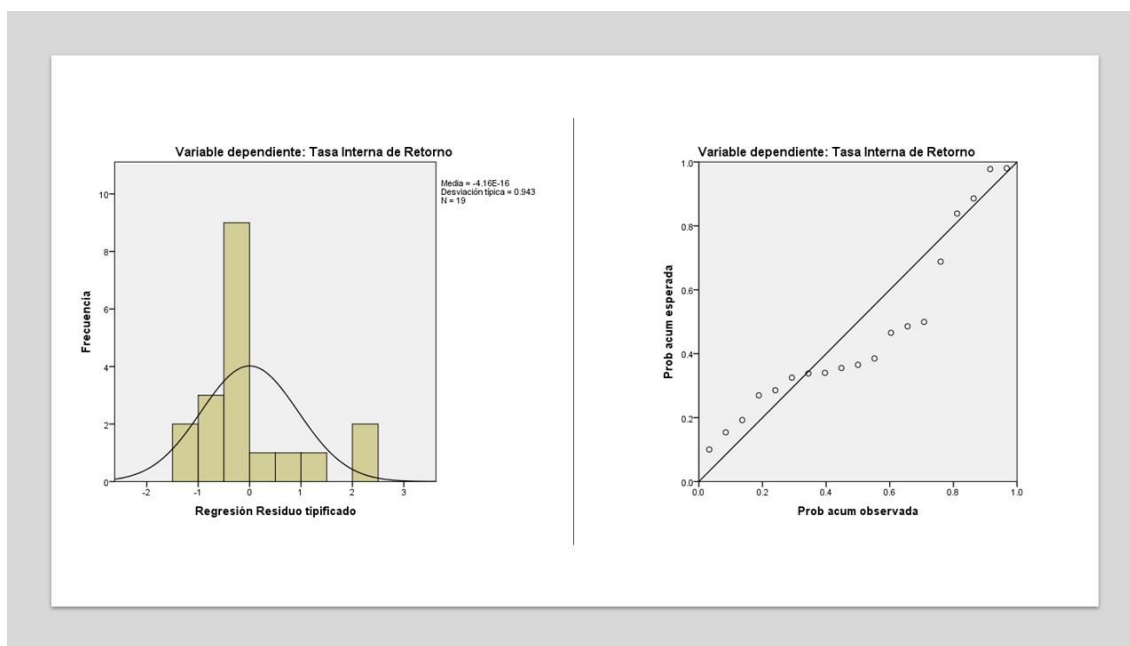 Variable dependiente: Tasa Interna de Retorno
Media = -4.16E-16
Desviación típica = 0.943
N = 19
10
8
6
4
2
0
Frecuencia
-2 -1 0 1 2 3
Regresión Residuo tipificado
Variable dependiente: Tasa Interna de Retorno
1.0
0.8
0.6
0.4
0.2
0.0
Prob acum esperada
0.0 0.2 0.4 0.6 0.8 1.0
Prob acum observada